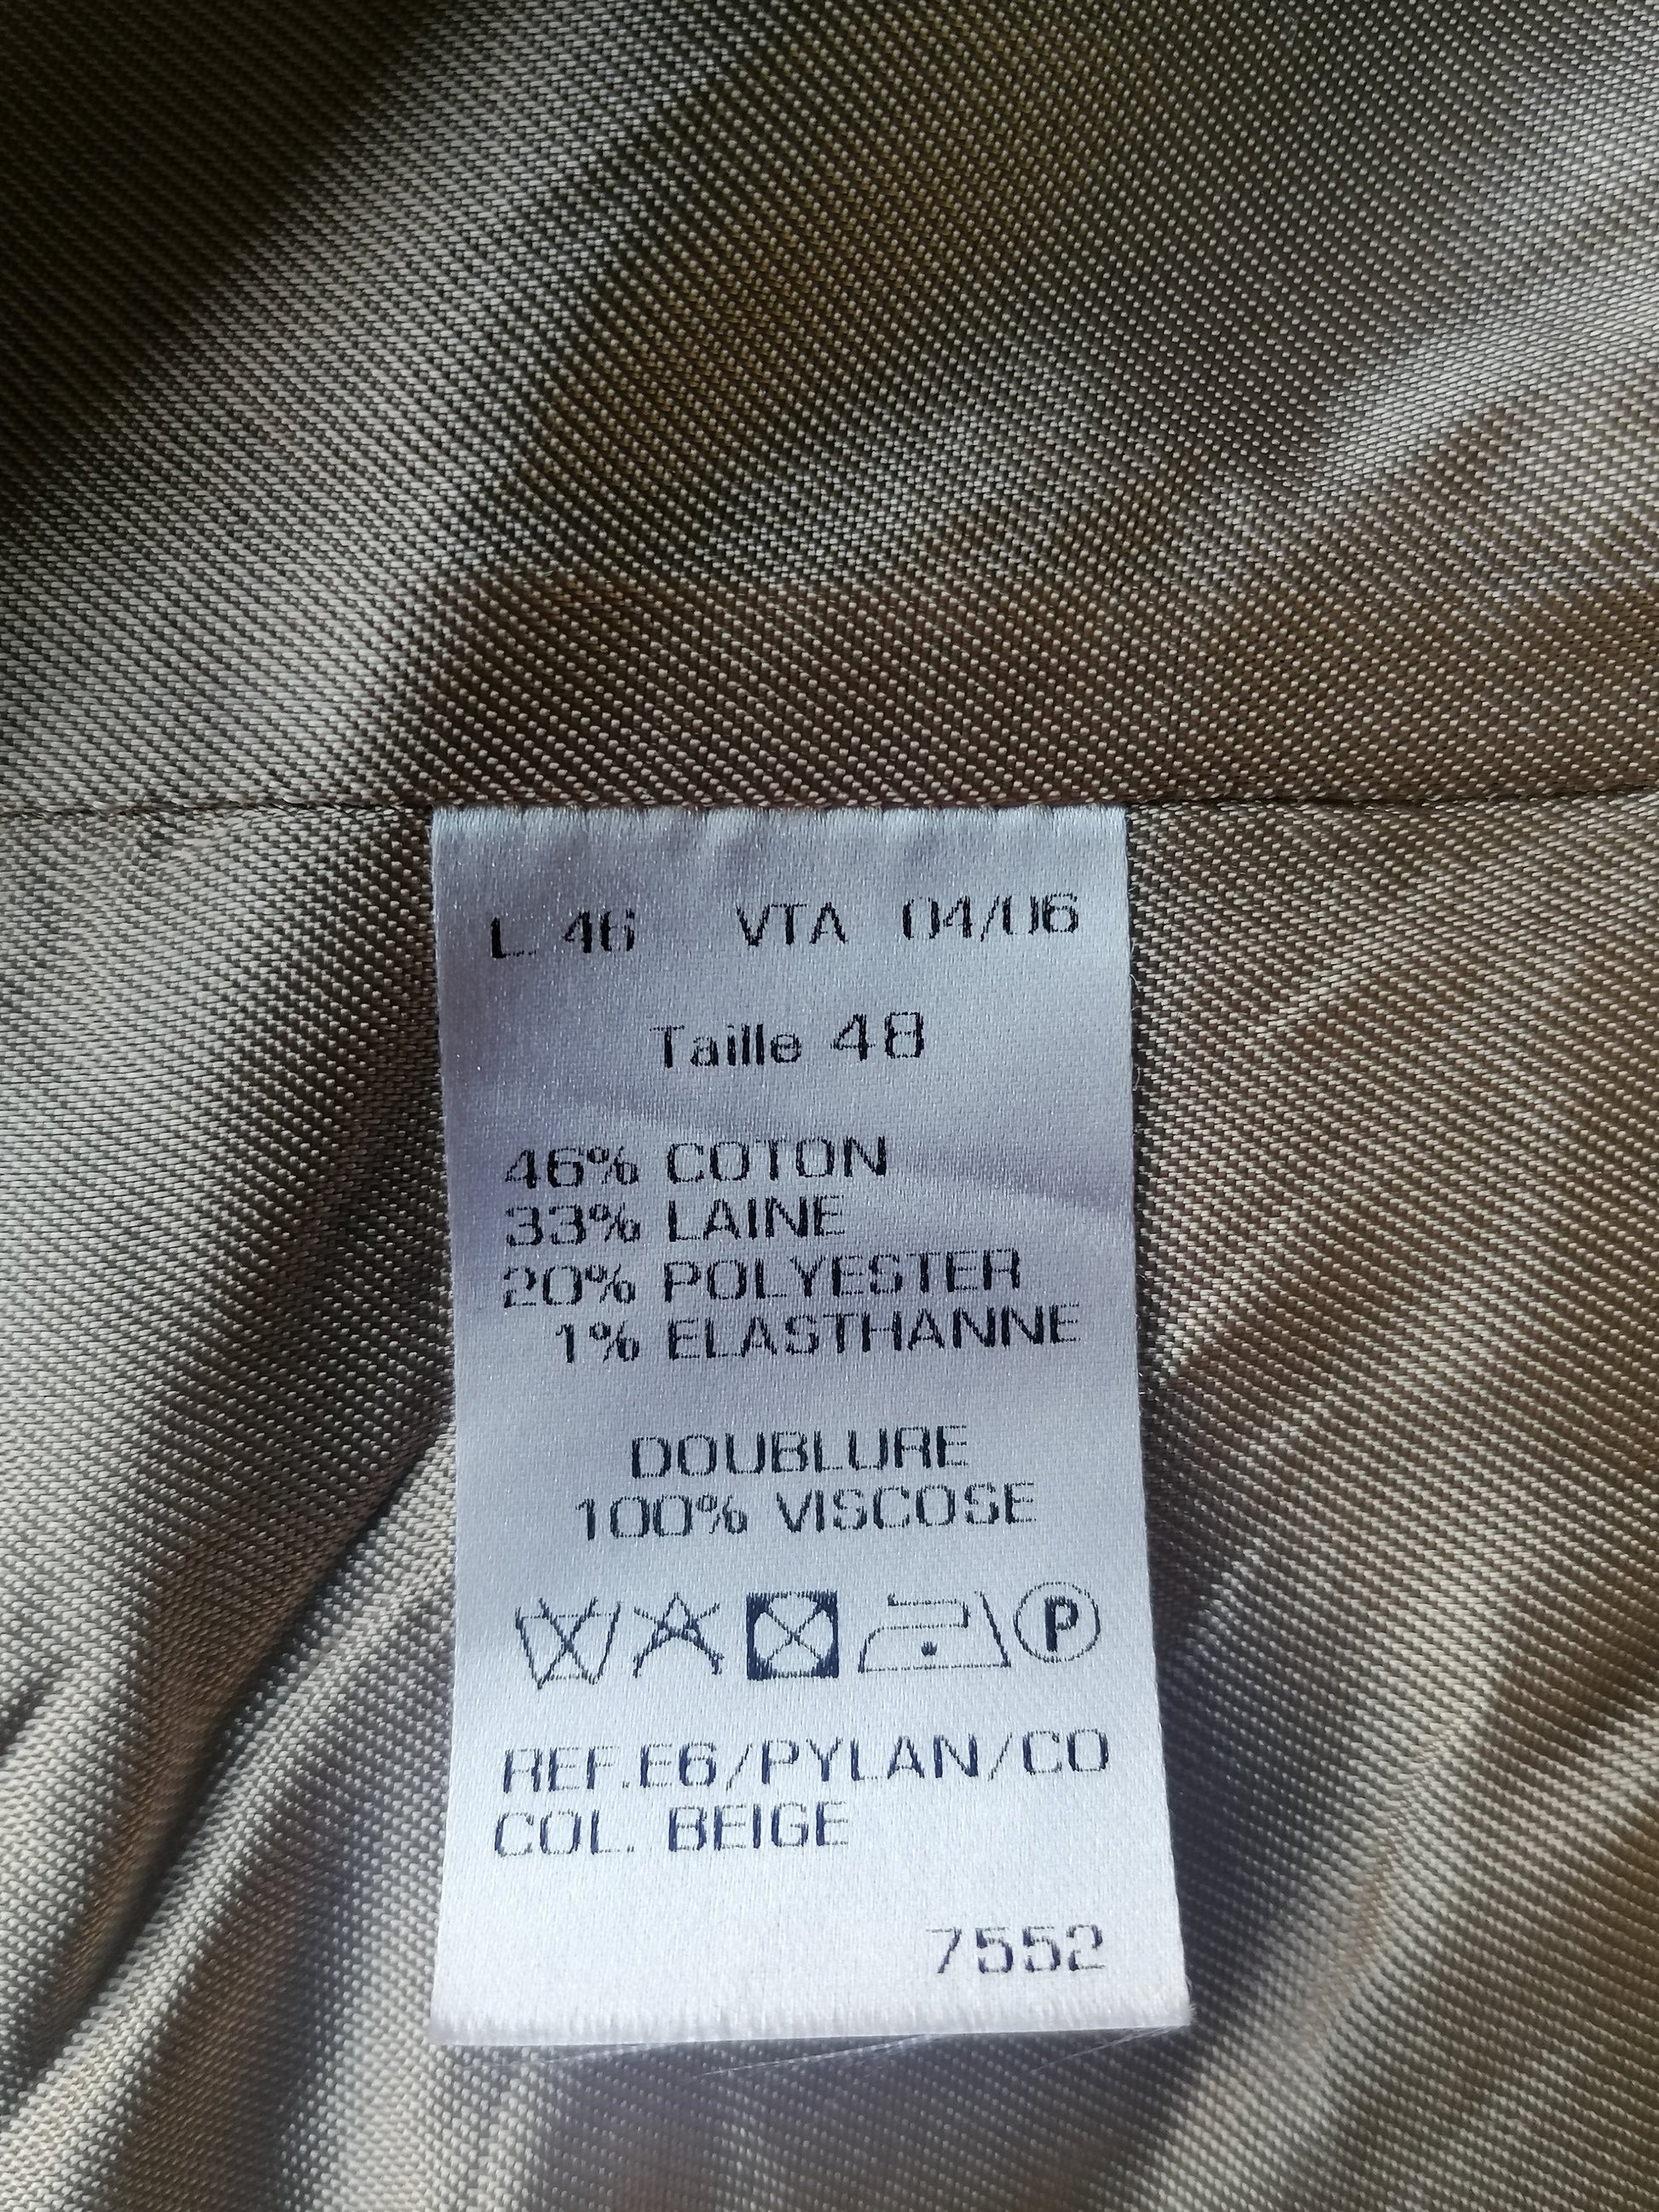 L 46 VTA 04/06
Taille 48
46% COTON
33% LAINE
20% POLYESTER
1% ELASTHANNE
DOUBLURE
100% VISCOSE
P
REF.E6/PYLAN/CO
COL. BEIGE
7552